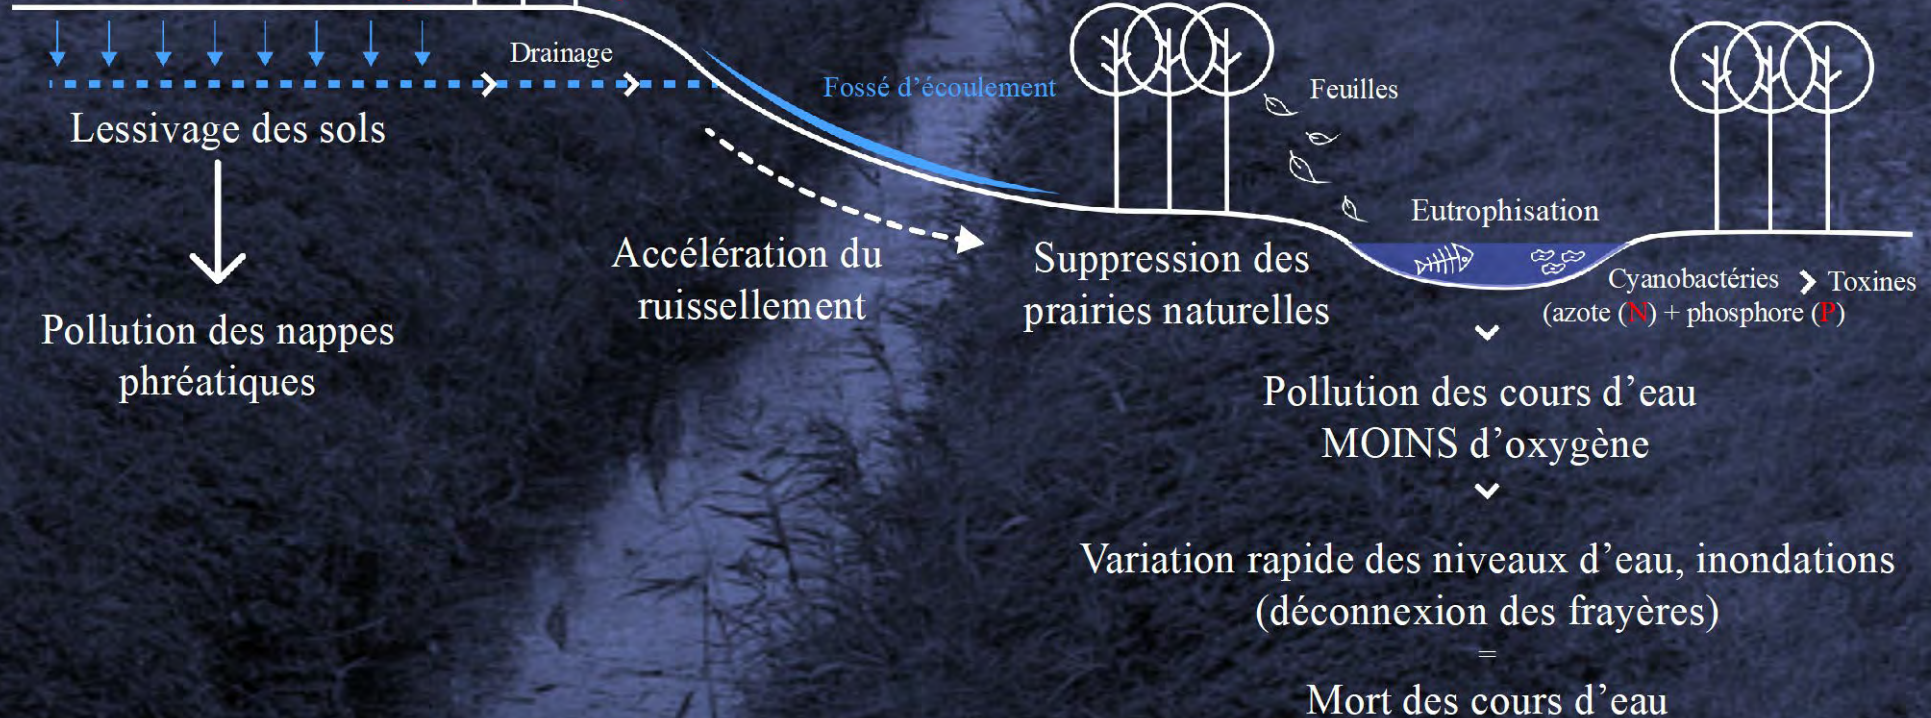 Drainage
Lessivage des sols
Pollution des nappes
phréatiques
Fossé d’écoulement
Accélération du
ruissellement
Suppression des
prairies naturelles
Feuilles
Eutrophisation
Cyanobactéries
Toxines
(azote (N) + phosphore (P)
Pollution des cours d’eau
MOINS d’oxygène
Variation rapide des niveaux d’eau, inondations
(déconnexion des frayères)
=
Mort des cours d’eau